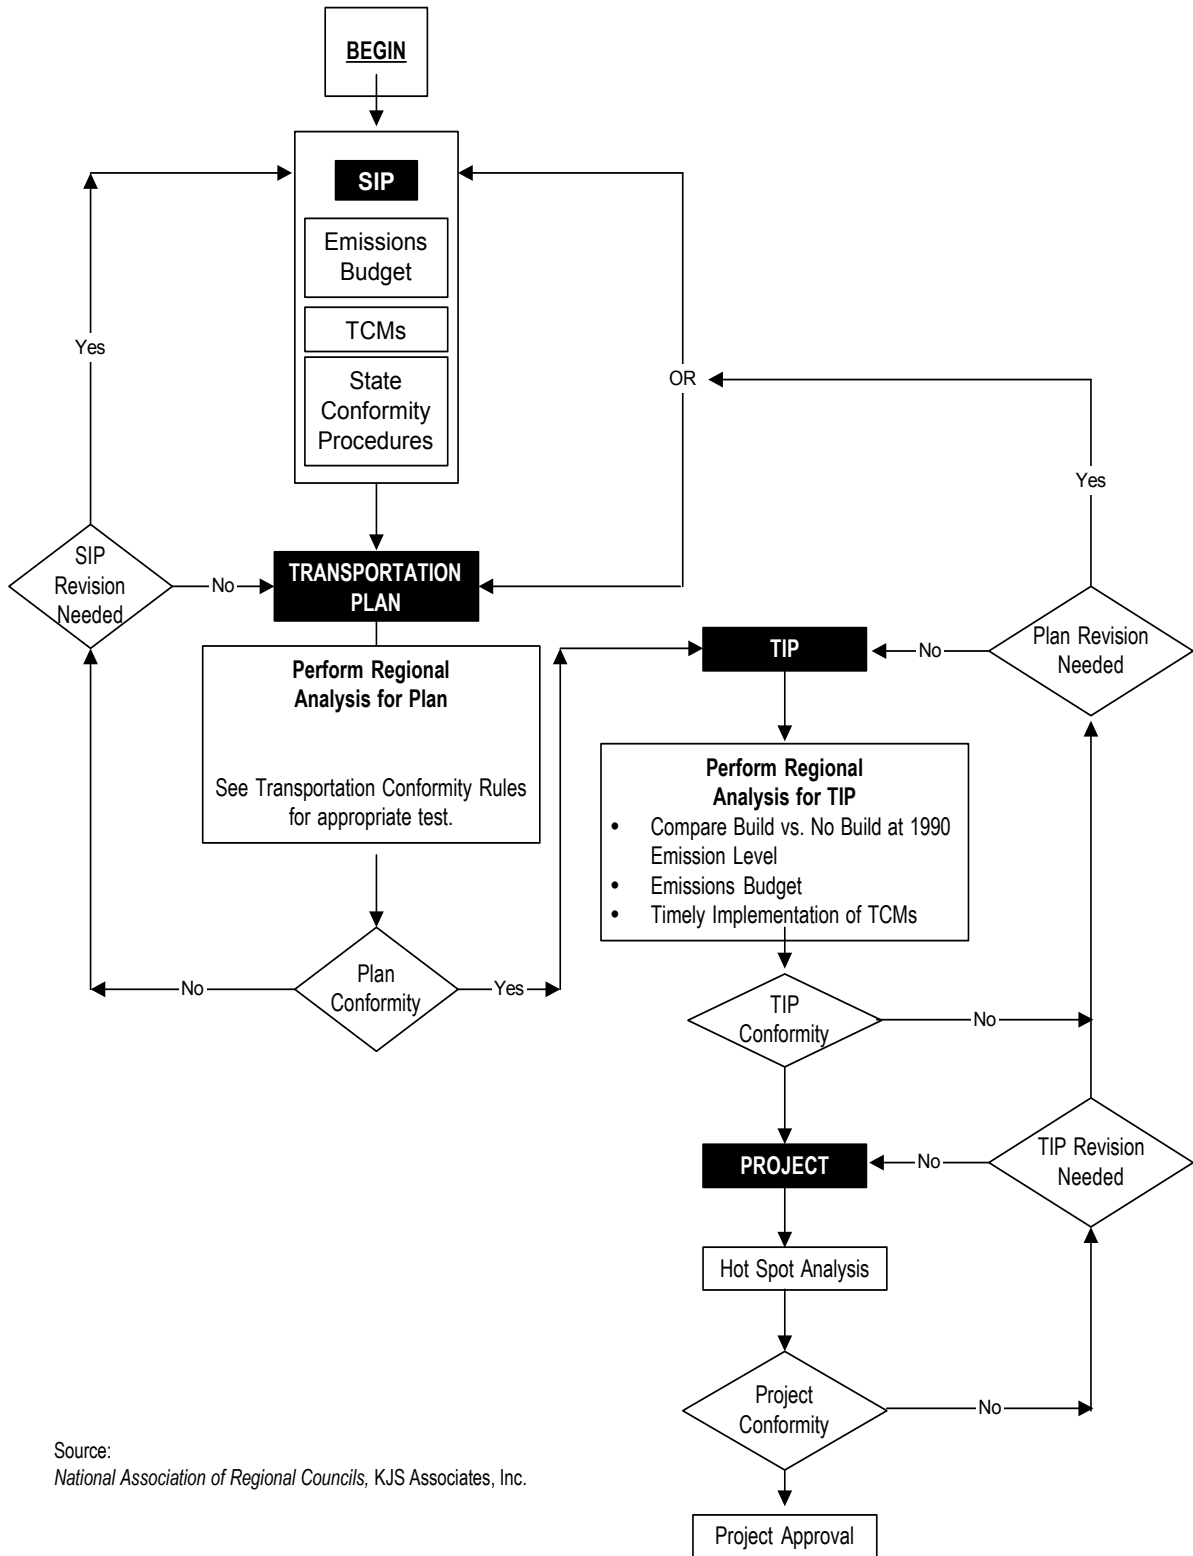 BEGIN
SIP
Emissions
Budget
TCMs
State
Conformity
Procedures
Yes
OR
Yes
SIP
Revision
Needed
No
TRANSPORTATION
PLAN
Perform Regional
Analysis for Plan
See Transportation Conformity Rules
for appropriate test.
Plan
Conformity
No
Yes
TIP
No
Plan Revision
Needed
Perform Regional
Analysis for TIP
• Compare Build vs. No Build at 1990
Emission Level
• Emissions Budget
• Timely Implementation of TCMs
TIP
Conformity
No
PROJECT
No
TIP Revision
Needed
Hot Spot Analysis
Project
Conformity
No
Project Approval
Source:
National Association of Regional Councils, KJS Associates, Inc.